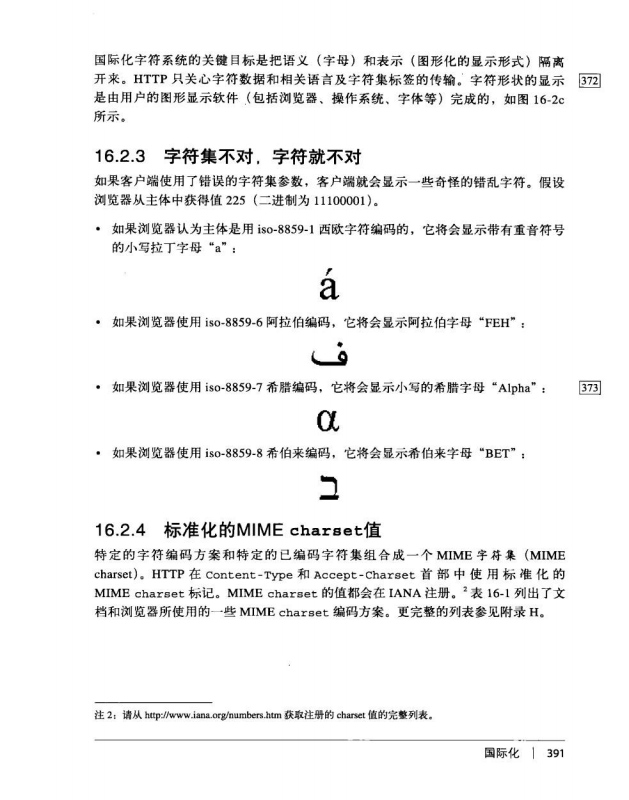 国际化字符系统的关键目标是把语义（字母）和表示（图形化的显示形式）隔离
开来。HTTP 只关心字符数据和相关语言及字符集标签的传输。字符形状的显示
372
是由用户的图形显示软件（包括浏览器、操作系统、字体等）完成的，如图 16-2c
所示。
16.2.3 字符集不对，字符就不对
如果客户端使用了错误的字符集参数，客户端就会显示一些奇怪的错乱字符。假设
浏览器从主体中获得值 225（二进制为 11100001）。
• 如果浏览器认为主体是用 iso-8859-1 西欧字符编码的，它将会显示带有重音符号
的小写拉丁字母“a”：
á
• 如果浏览器使用 iso-8859-6 阿拉伯编码，它将会显示阿拉伯字母“FEH”：
ف
• 如果浏览器使用 iso-8859-7 希腊编码，它将会显示小写的希腊字母“Alpha”：
373
α
• 如果浏览器使用 iso-8859-8 希伯来编码，它将会显示希伯来字母“BET”：
ב
16.2.4 标准化的MIME charset值
特定的字符编码方案和特定的已编码字符集组合成一个 MIME 字符集（MIME
charset）。HTTP 在 Content-Type 和 Accept-Charset 首部中使用标准化的
MIME charset 标记。MIME charset 的值都会在 IANA 注册。² 表 16-1 列出了文
档和浏览器所使用的一些 MIME charset 编码方案。更完整的列表参见附录 H。
注 2：请从 http://www.iana.org/numbers.htm 获取注册的 charset 值的完整列表。
国际化 | 391